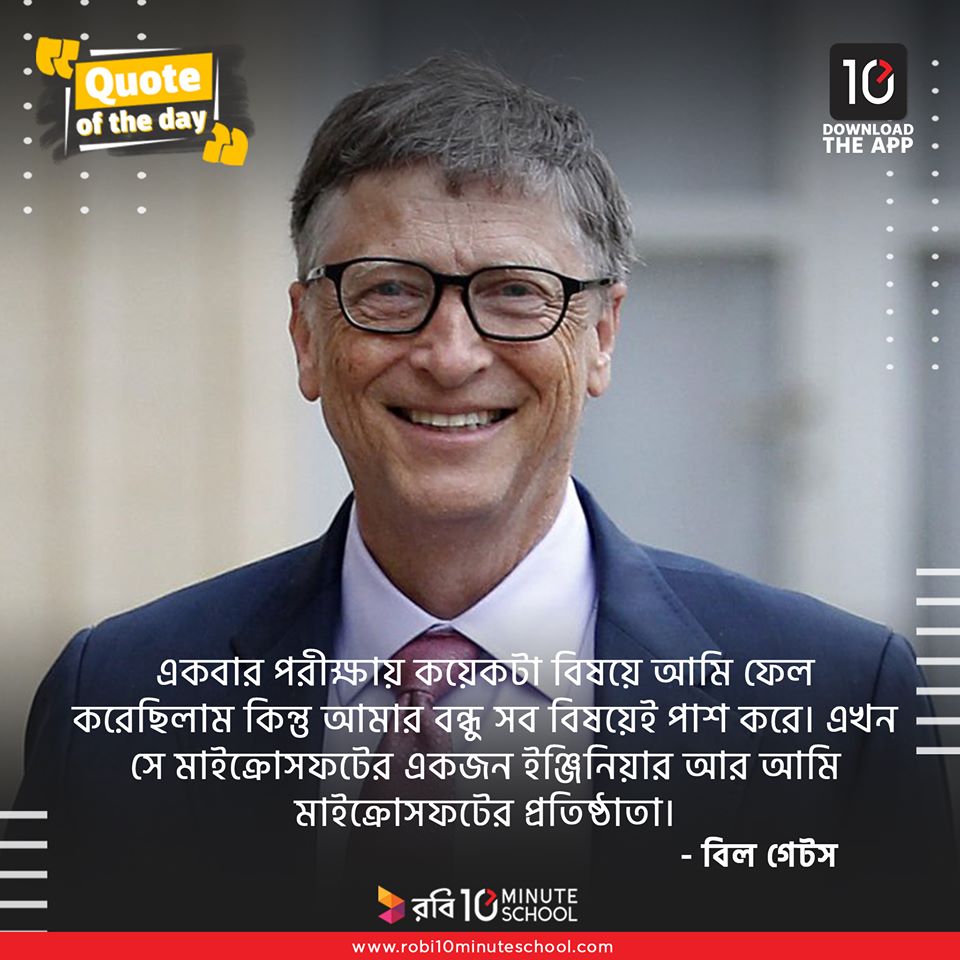 Quote
of the day
10
DOWNLOAD
THE APP
একবার পরীক্ষায় কয়েকটা বিষয়ে আমি ফেল
করেছিলাম কিন্তু আমার বন্ধু সব বিষয়েই পাশ করে। এখন
সে মাইক্রোসফটের একজন ইঞ্জিনিয়ার আর আমি
মাইক্রোসফটের প্রতিষ্ঠাতা।
- বিল গেটস
রবি 10 MINUTE
SCHOOL
www.robi10minuteschool.com